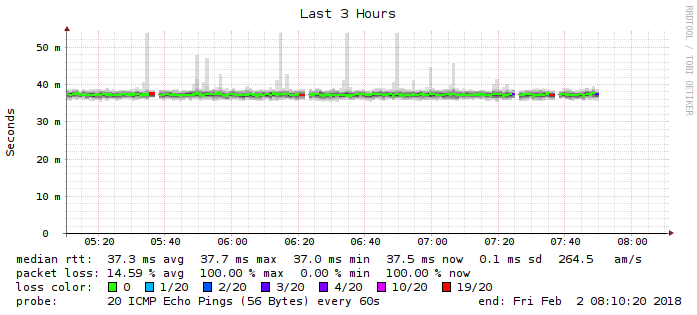 Last 3 Hours
RRDTOOL / TOBI OETIKER
Seconds
50 m
40 m
30 m
20 m
10 m
0
05:20 05:40 06:00 06:20 06:40 07:00 07:20 07:40 08:00
median rtt: 37.3 ms avg 37.7 ms max 37.0 ms min 37.5 ms now 0.1 ms sd 264.5 am/s
packet loss: 14.59 % avg 100.00 % max 0.00 % min 100.00 % now
loss color: 0 1/20 2/20 3/20 4/20 10/20 19/20
probe: 20 ICMP Echo Pings (56 Bytes) every 60s end: Fri Feb 2 08:10:20 2018